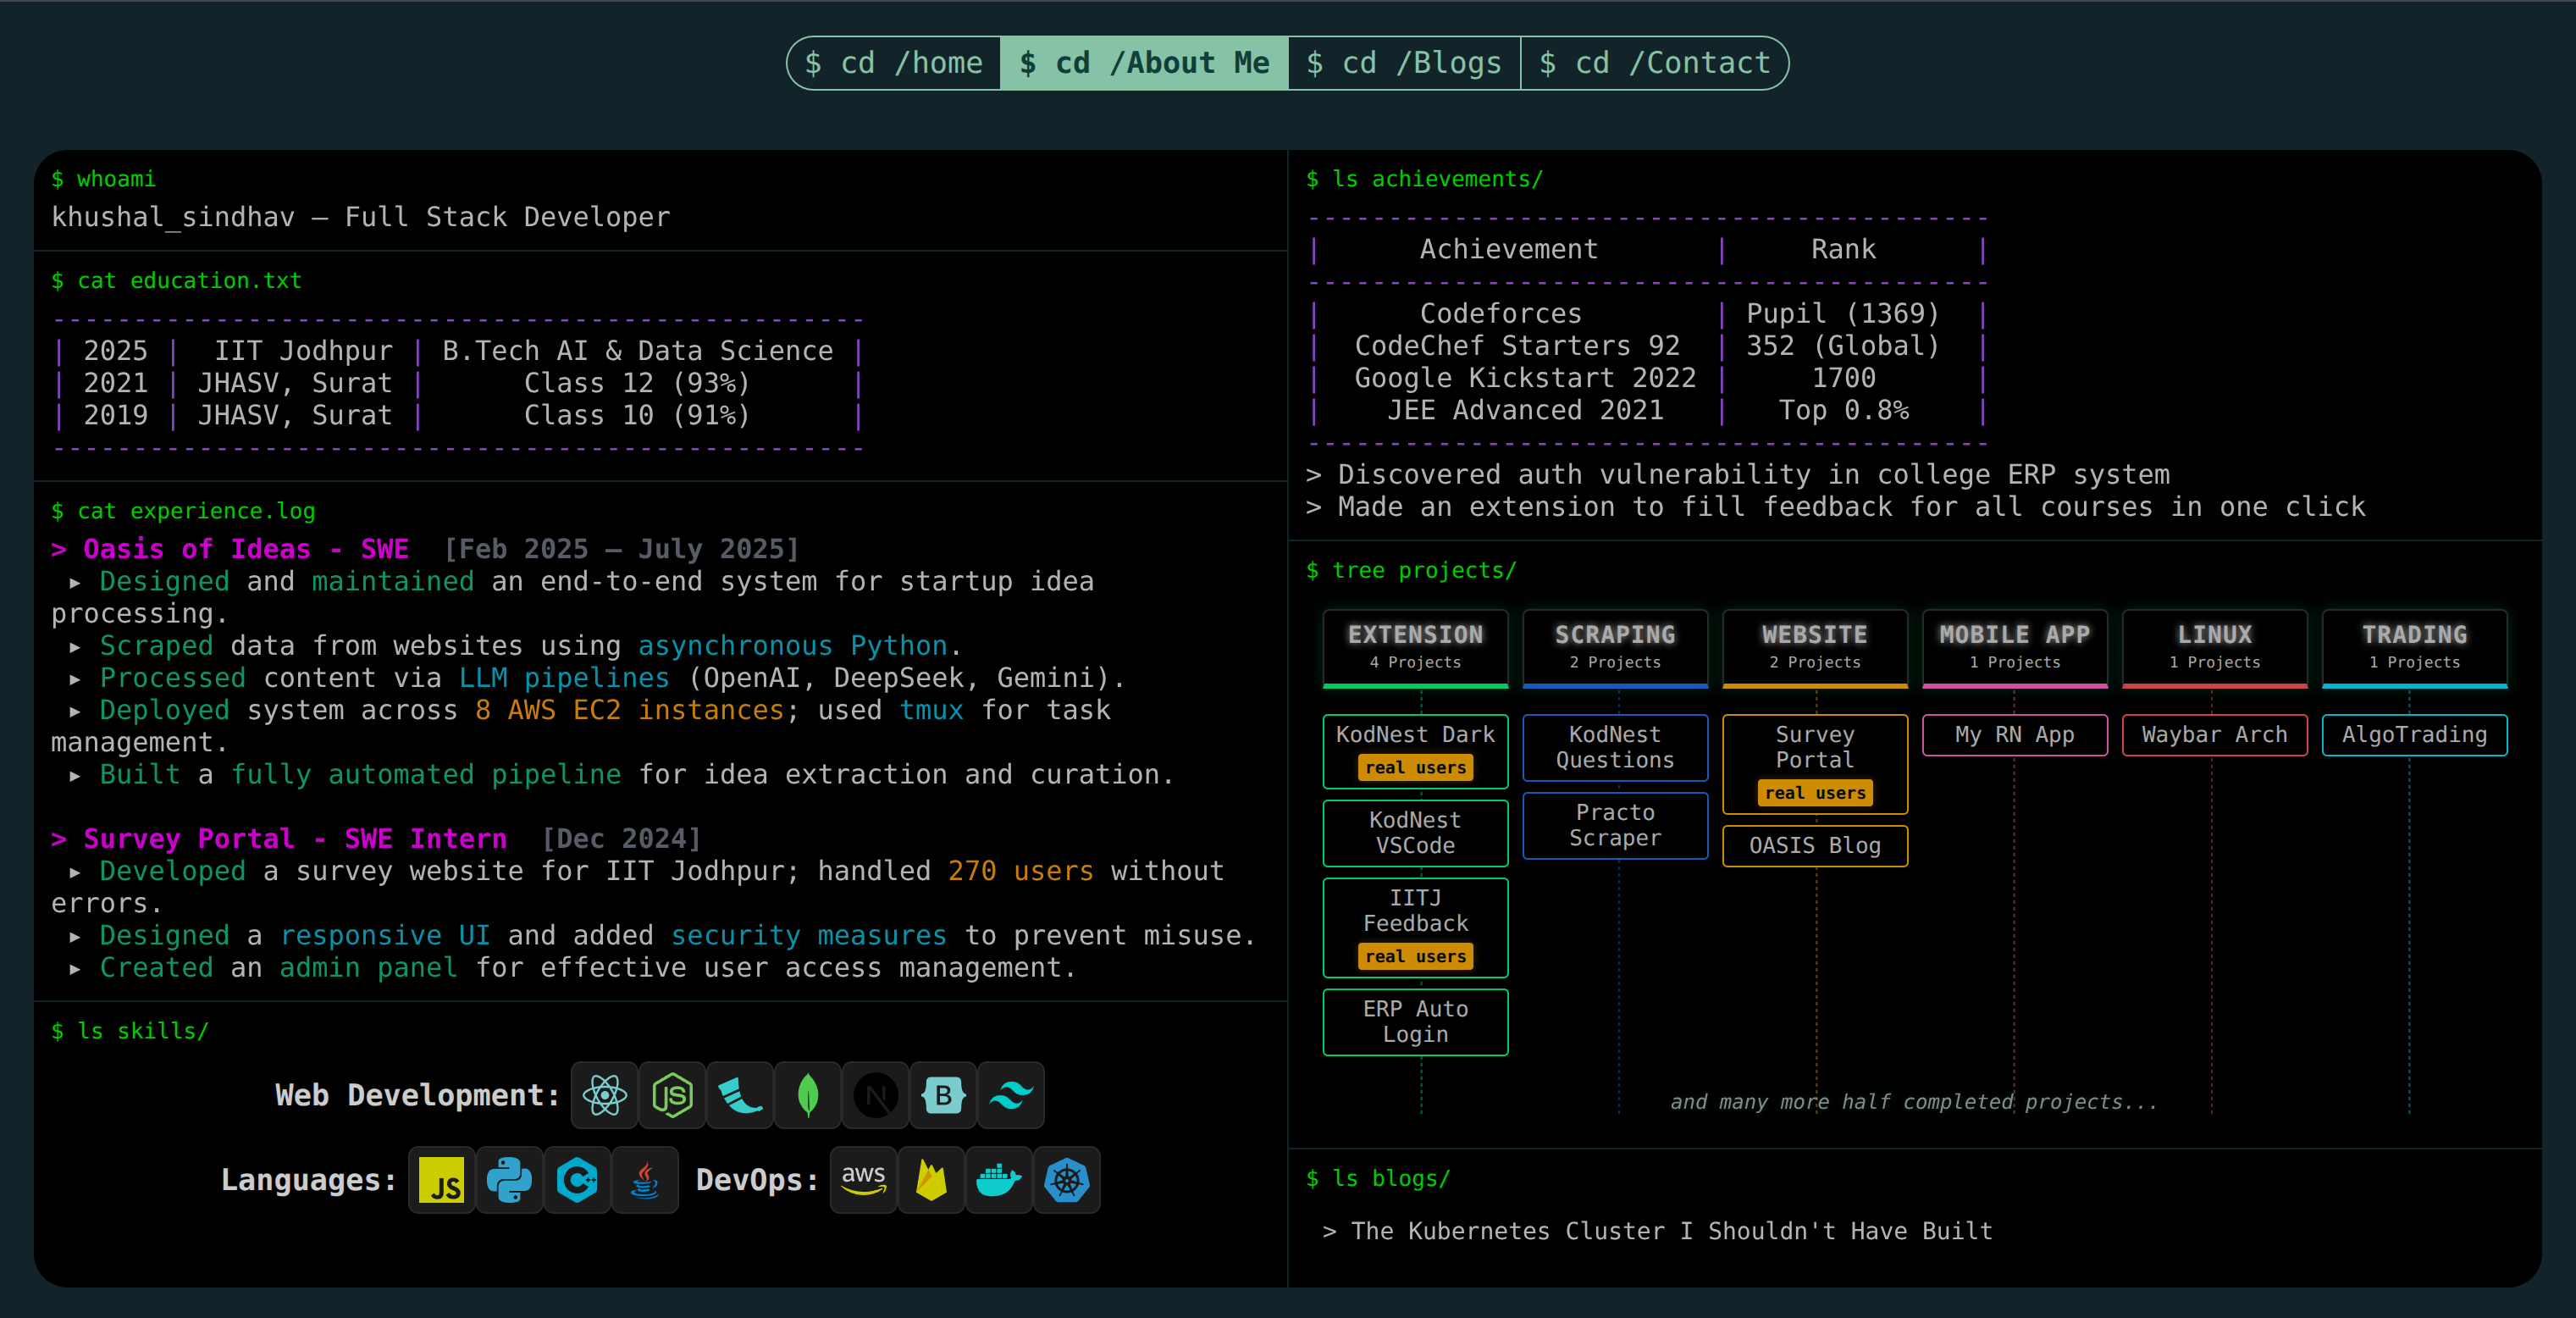 $ cd /home
$ cd /About Me
$ cd /Blogs
$ cd /Contact
$ whoami
khushal_sindhav — Full Stack Developer
$ cat education.txt
--------------------------------------------------
| 2025 |  IIT Jodhpur | B.Tech AI & Data Science |
| 2021 | JHASV, Surat |      Class 12 (93%)      |
| 2019 | JHASV, Surat |      Class 10 (91%)      |
--------------------------------------------------
$ cat experience.log
> Oasis of Ideas - SWE  [Feb 2025 — July 2025]
▸ Designed and maintained an end-to-end system for startup idea
processing.
▸ Scraped data from websites using asynchronous Python.
▸ Processed content via LLM pipelines (OpenAI, DeepSeek, Gemini).
▸ Deployed system across 8 AWS EC2 instances; used tmux for task
management.
▸ Built a fully automated pipeline for idea extraction and curation.
> Survey Portal - SWE Intern  [Dec 2024]
▸ Developed a survey website for IIT Jodhpur; handled 270 users without
errors.
▸ Designed a responsive UI and added security measures to prevent misuse.
▸ Created an admin panel for effective user access management.
$ ls skills/
Web Development:
JS
N
B
Languages:
JS
C++
DevOps:
aws
$ ls achievements/
------------------------------------------
|      Achievement       |     Rank      |
------------------------------------------
|      Codeforces        | Pupil (1369)  |
|  CodeChef Starters 92  | 352 (Global)  |
|  Google Kickstart 2022 |     1700      |
|    JEE Advanced 2021   |   Top 0.8%    |
------------------------------------------
> Discovered auth vulnerability in college ERP system
> Made an extension to fill feedback for all courses in one click
$ tree projects/
EXTENSION
4 Projects
KodNest Dark
real users
KodNest
VSCode
IITJ
Feedback
real users
ERP Auto
Login
SCRAPING
2 Projects
KodNest
Questions
Practo
Scraper
WEBSITE
2 Projects
Survey
Portal
real users
OASIS Blog
MOBILE APP
1 Projects
My RN App
LINUX
1 Projects
Waybar Arch
TRADING
1 Projects
AlgoTrading
and many more half completed projects...
$ ls blogs/
> The Kubernetes Cluster I Shouldn't Have Built